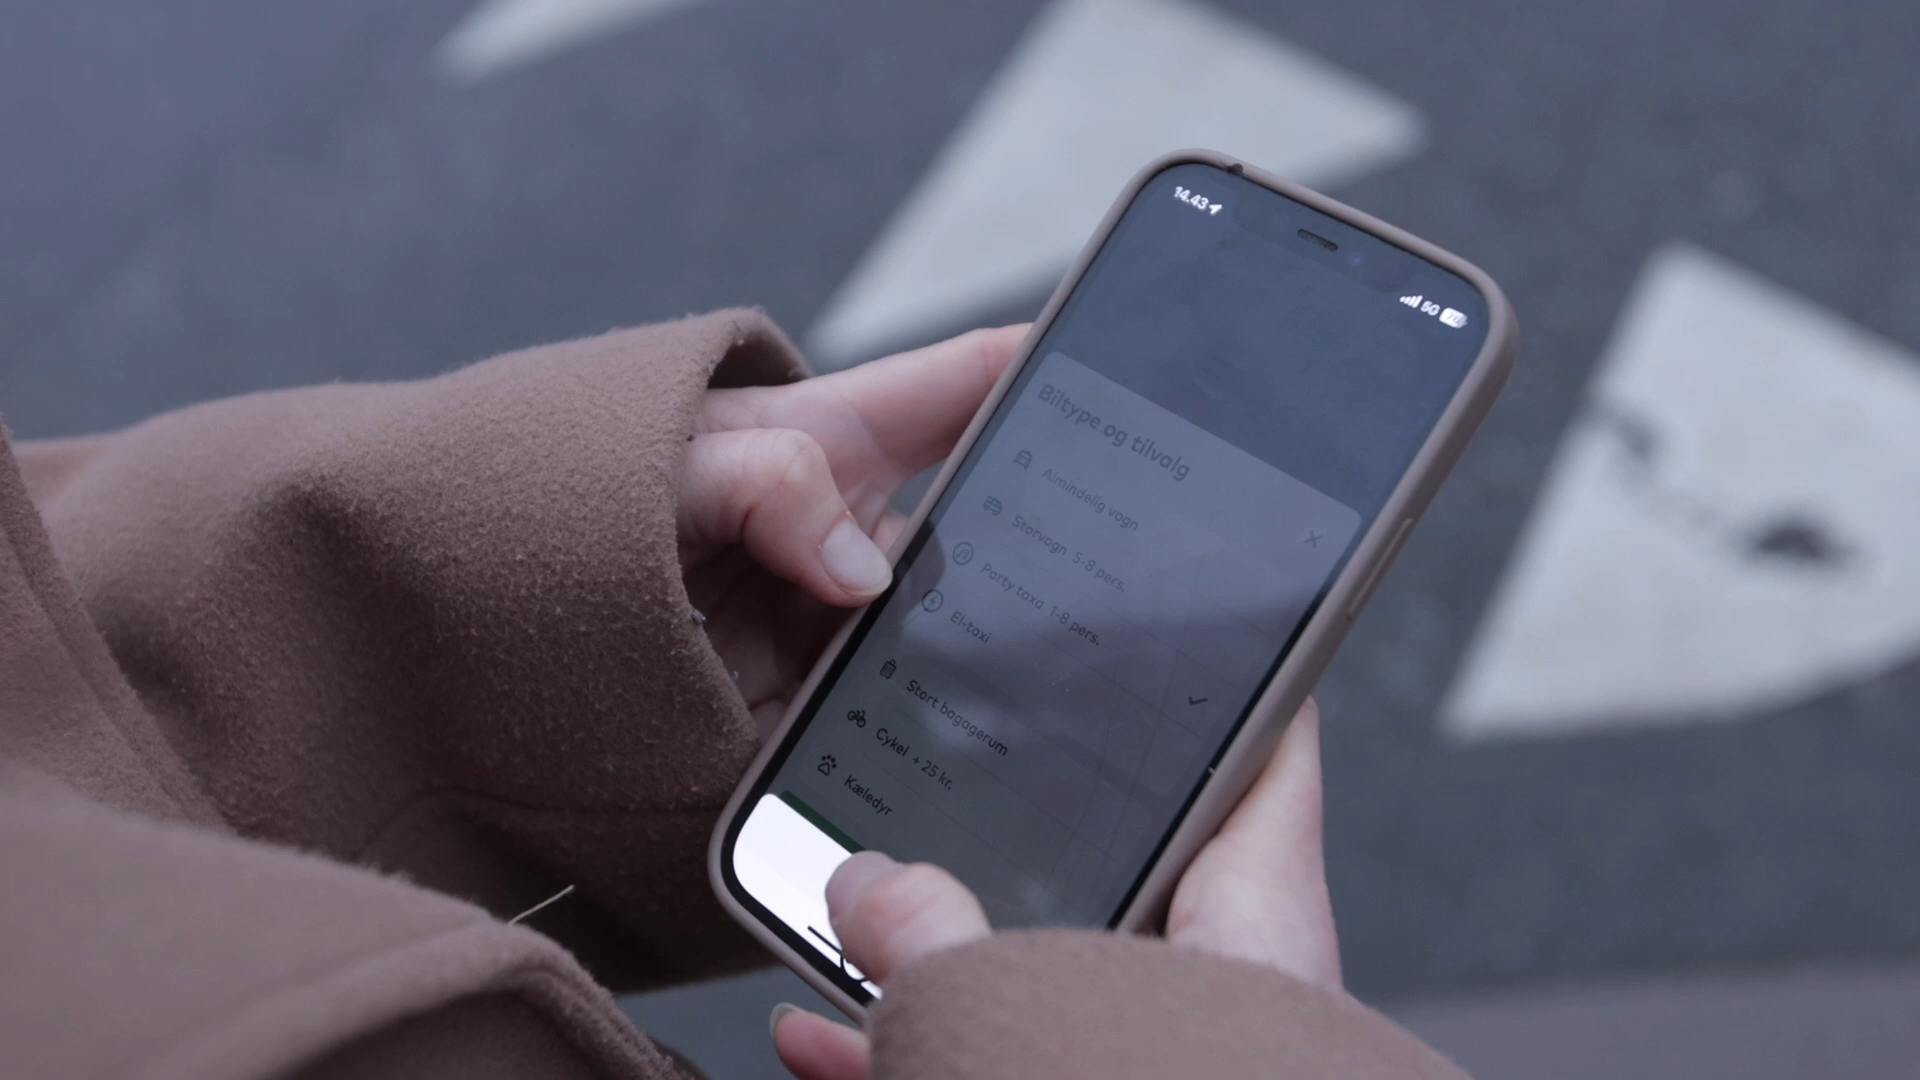 14.43
5G
Biltype og tilvalg
Almindelig vogn
Storvogn 5-8 pers.
Party taxa 1-8 pers.
El-taxi
Stort bagagerum
Cykel + 25 kr.
Kæledyr